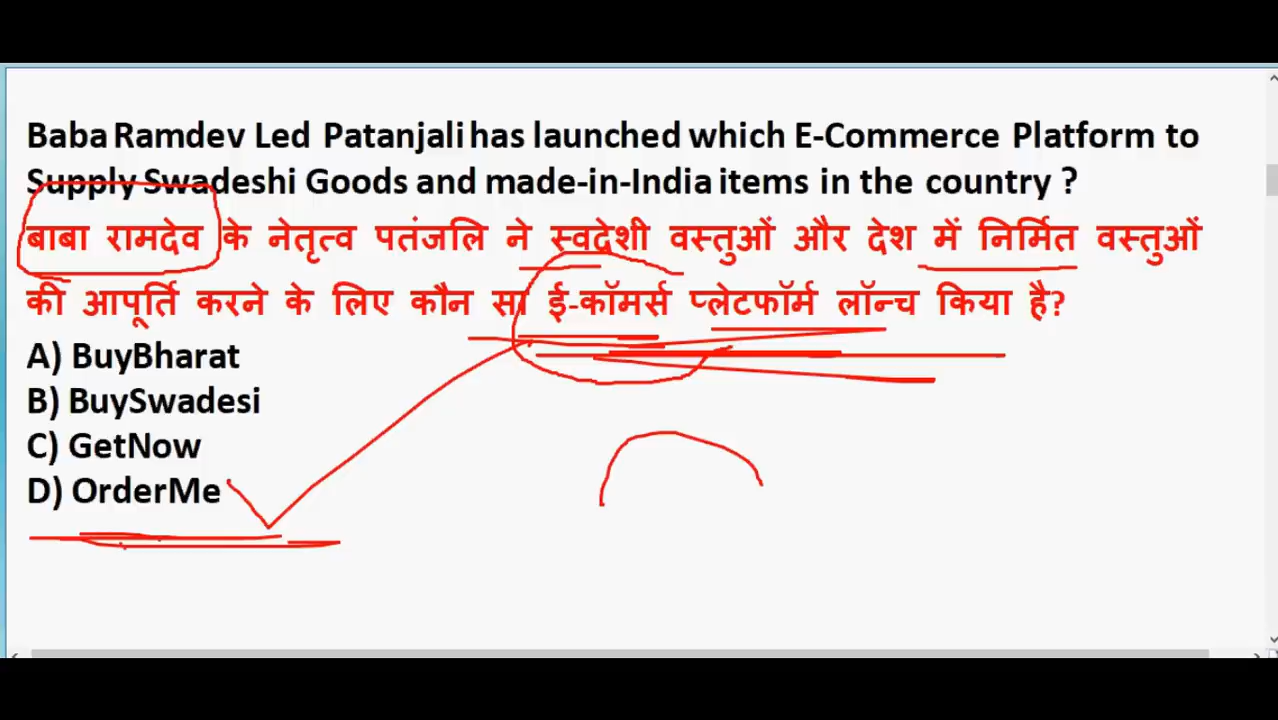 Baba Ramdev Led Patanjali has launched which E-Commerce Platform to
Supply Swadeshi Goods and made-in-India items in the country ?
बाबा रामदेव के नेतृत्व पतंजलि ने स्वदेशी वस्तुओं और देश में निर्मित वस्तुओं
की आपूर्ति करने के लिए कौन सा ई-कॉमर्स प्लेटफॉर्म लॉन्च किया है?
A) BuyBharat
B) BuySwadesi
C) GetNow
D) OrderMe